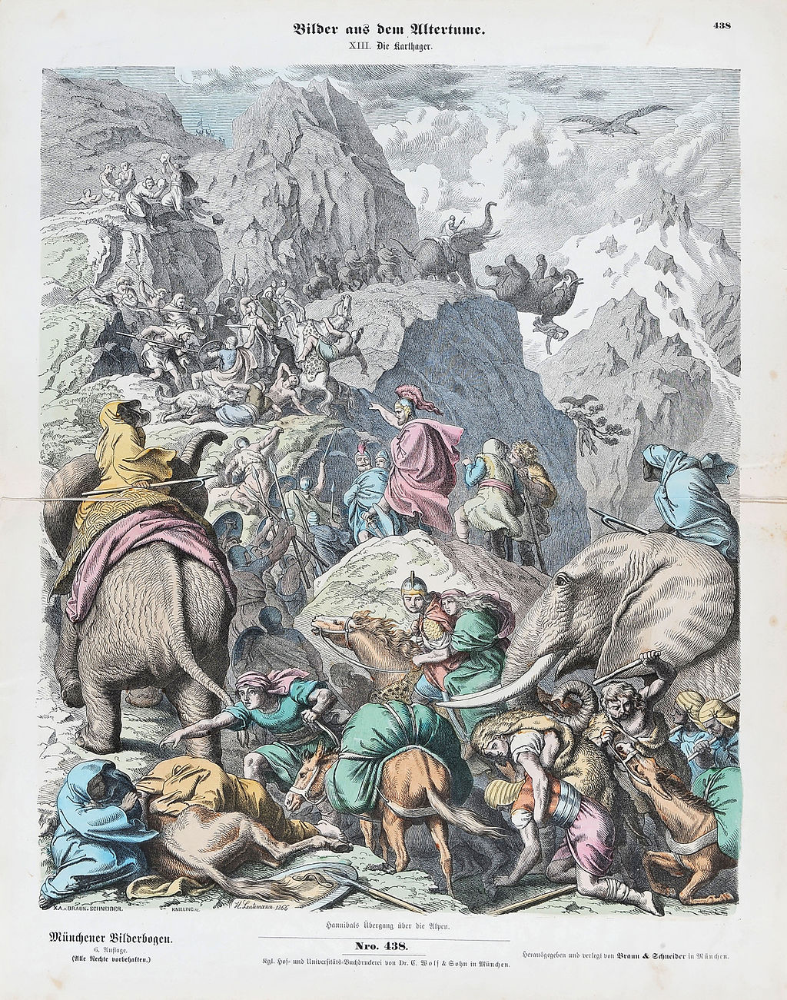 Bilder aus dem Altertume.
438
XIII. Die Karthager.
X.A.v. BRAUN u. SCHNEIDER.
KNILLING sc.
H. Leutemann. 1866
Hannibals Übergang über die Alpen.
Münchener Bilderbogen.
6. Auflage.
(Alle Rechte vorbehalten.)
Nro. 438.
Kgl. Hof- und Universitäts-Buchdruckerei von Dr. C. Wolf & Sohn in München.
Herausgegeben und verlegt von Braun & Schneider in München.